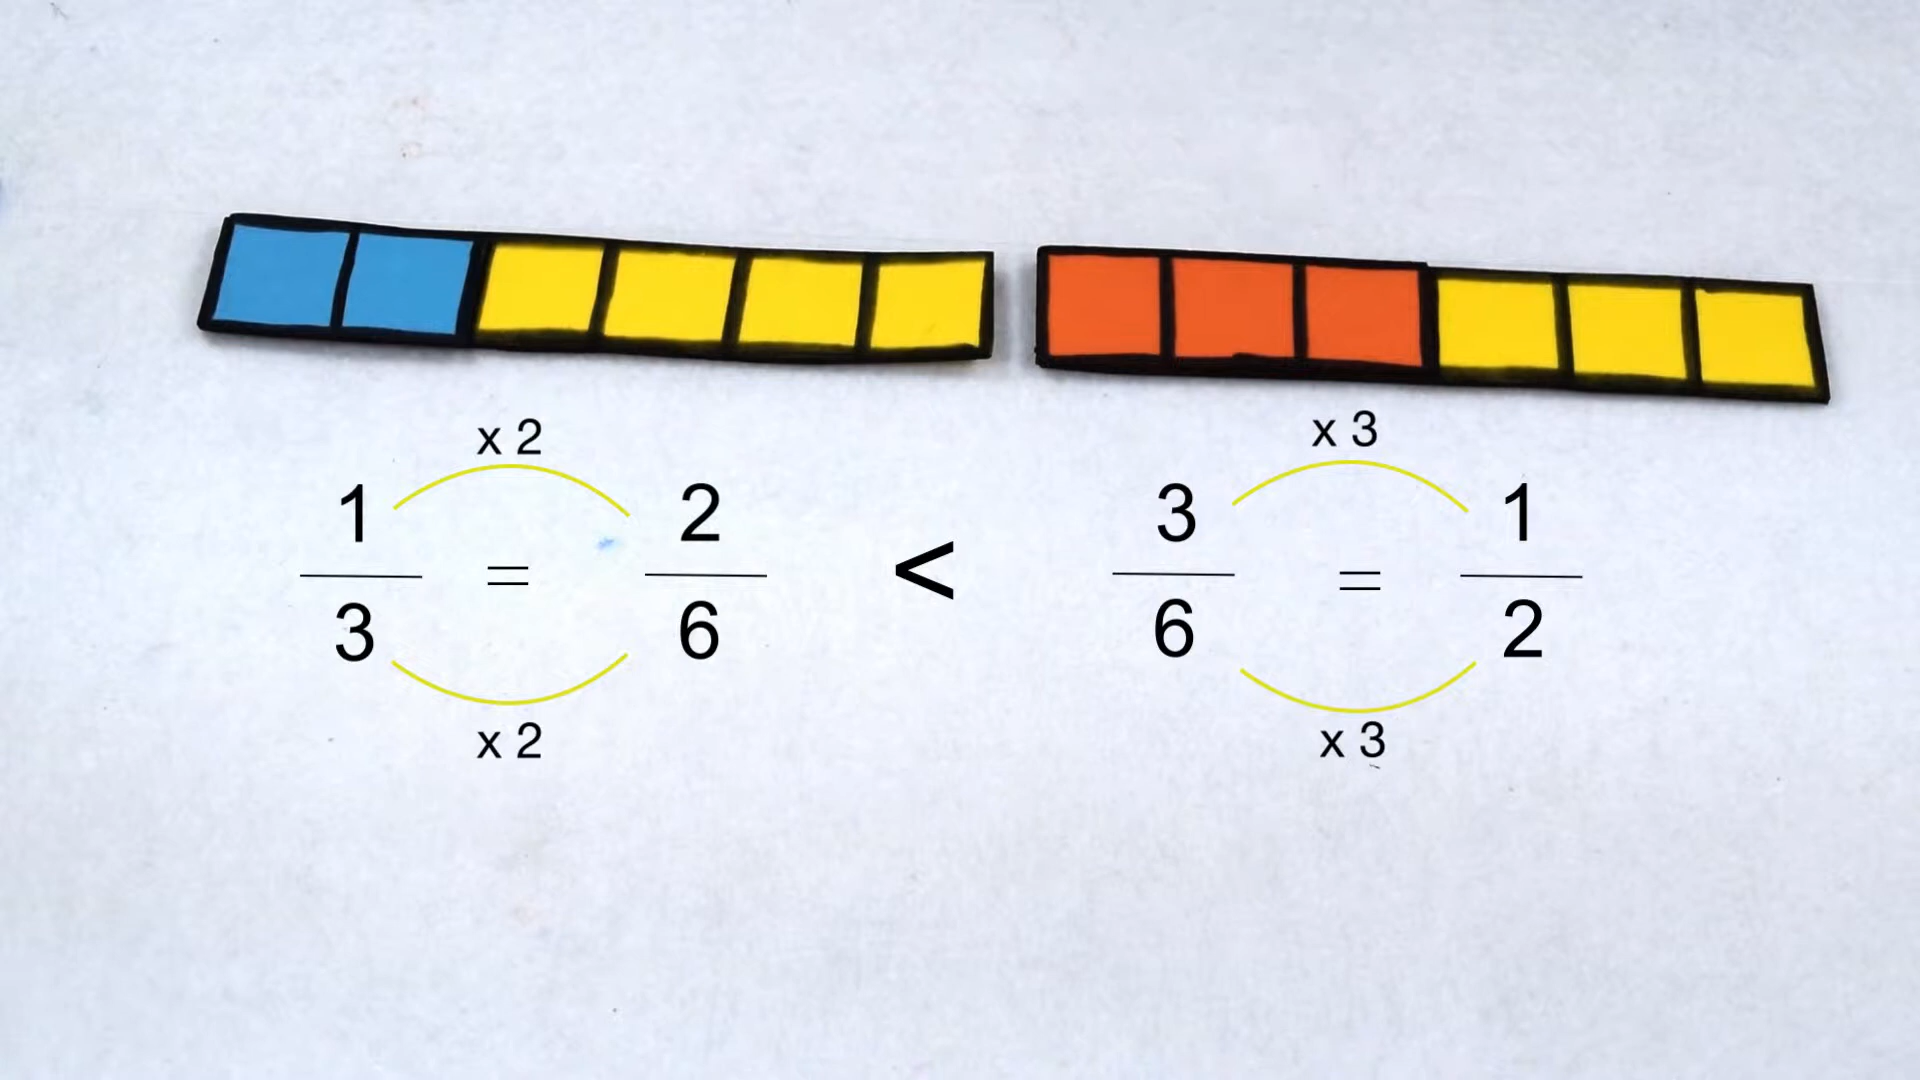 x 2 x 3
1 2 3 1
= < =
3 6 6 2
x 2 x 3